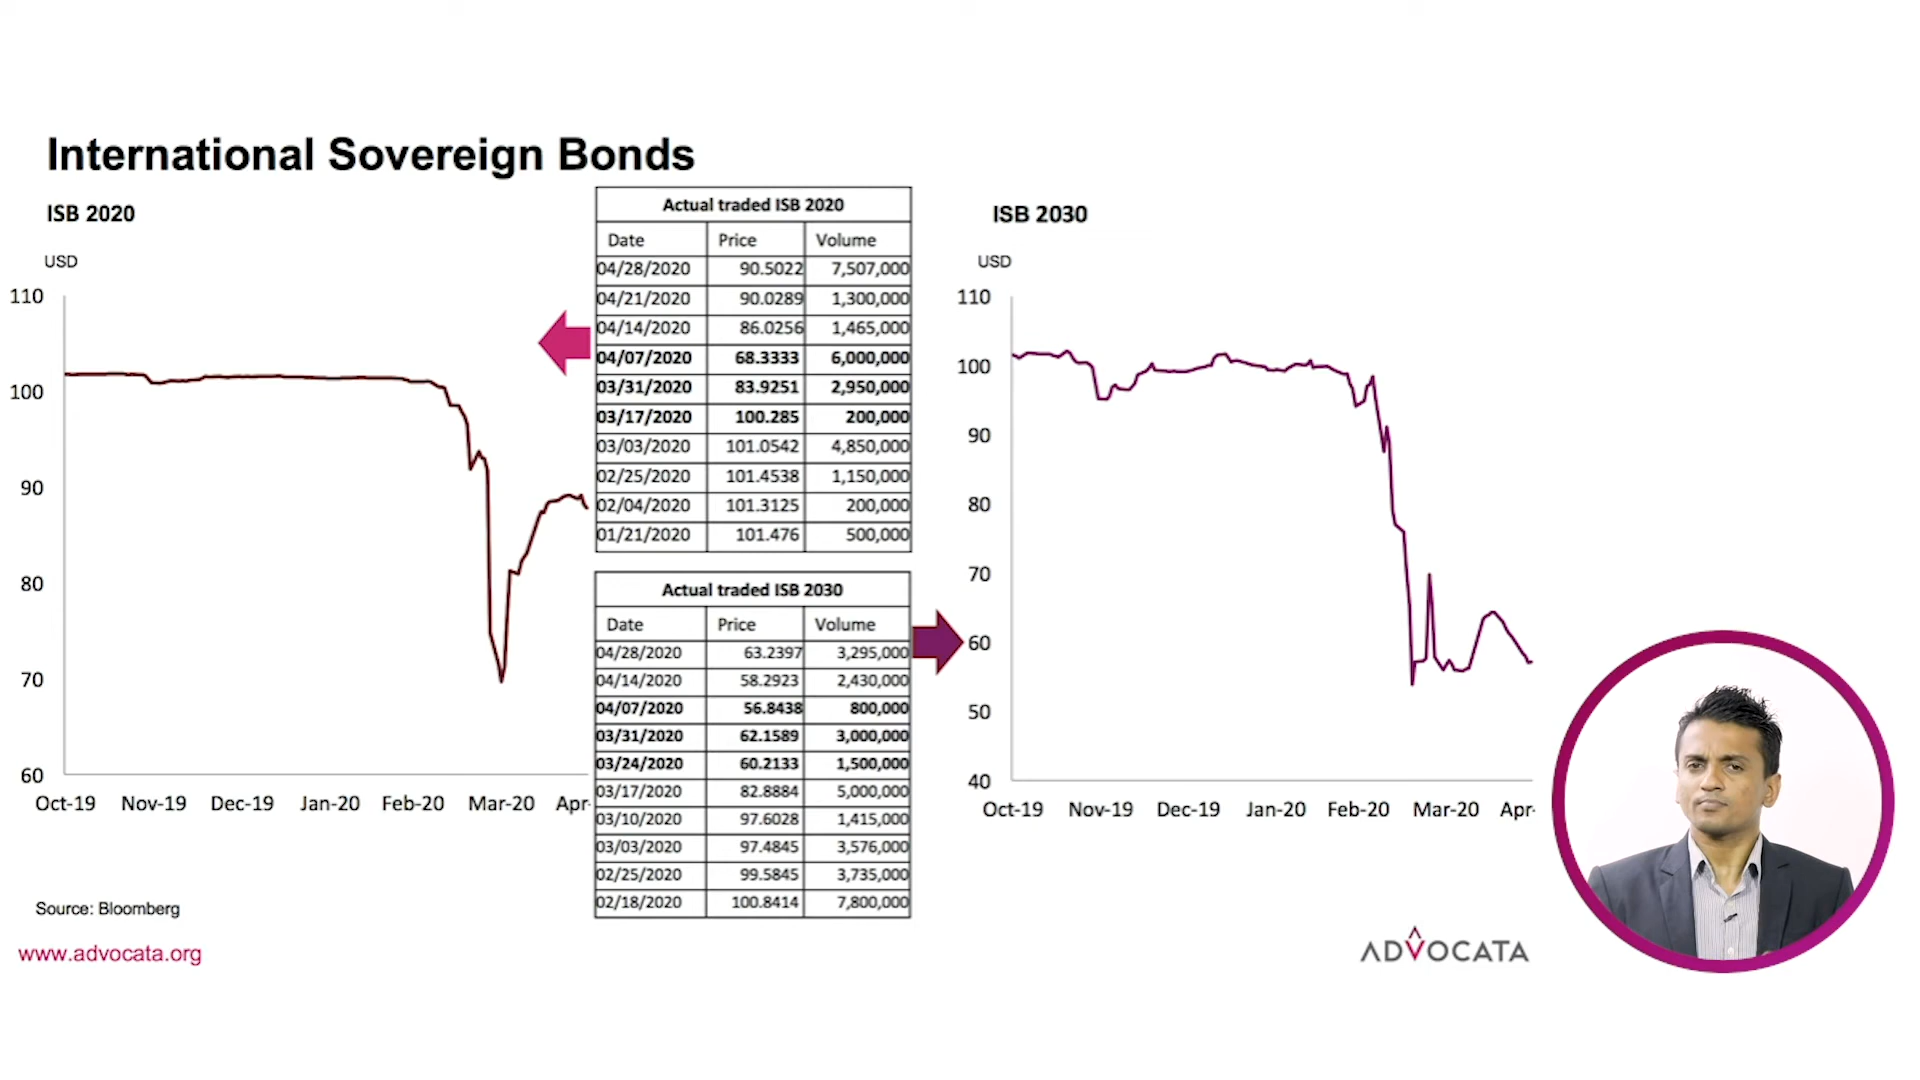 International Sovereign Bonds
ISB 2020
USD
110
100
90
80
70
60
Oct-19 Nov-19 Dec-19 Jan-20 Feb-20 Mar-20 Apr-
Actual traded ISB 2020
Date Price Volume
04/28/2020 90.5022 7,507,000
04/21/2020 90.0289 1,300,000
04/14/2020 86.0256 1,465,000
04/07/2020 68.3333 6,000,000
03/31/2020 83.9251 2,950,000
03/17/2020 100.285 200,000
03/03/2020 101.0542 4,850,000
02/25/2020 101.4538 1,150,000
02/04/2020 101.3125 200,000
01/21/2020 101.476 500,000
Actual traded ISB 2030
Date Price Volume
04/28/2020 63.2397 3,295,000
04/14/2020 58.2923 2,430,000
04/07/2020 56.8438 800,000
03/31/2020 62.1589 3,000,000
03/24/2020 60.2133 1,500,000
03/17/2020 82.8884 5,000,000
03/10/2020 97.6028 1,415,000
03/03/2020 97.4845 3,576,000
02/25/2020 99.5845 3,735,000
02/18/2020 100.8414 7,800,000
ISB 2030
USD
110
100
90
80
70
60
50
40
Oct-19 Nov-19 Dec-19 Jan-20 Feb-20 Mar-20 Apr-
Source: Bloomberg
www.advocata.org
ADVOCATA